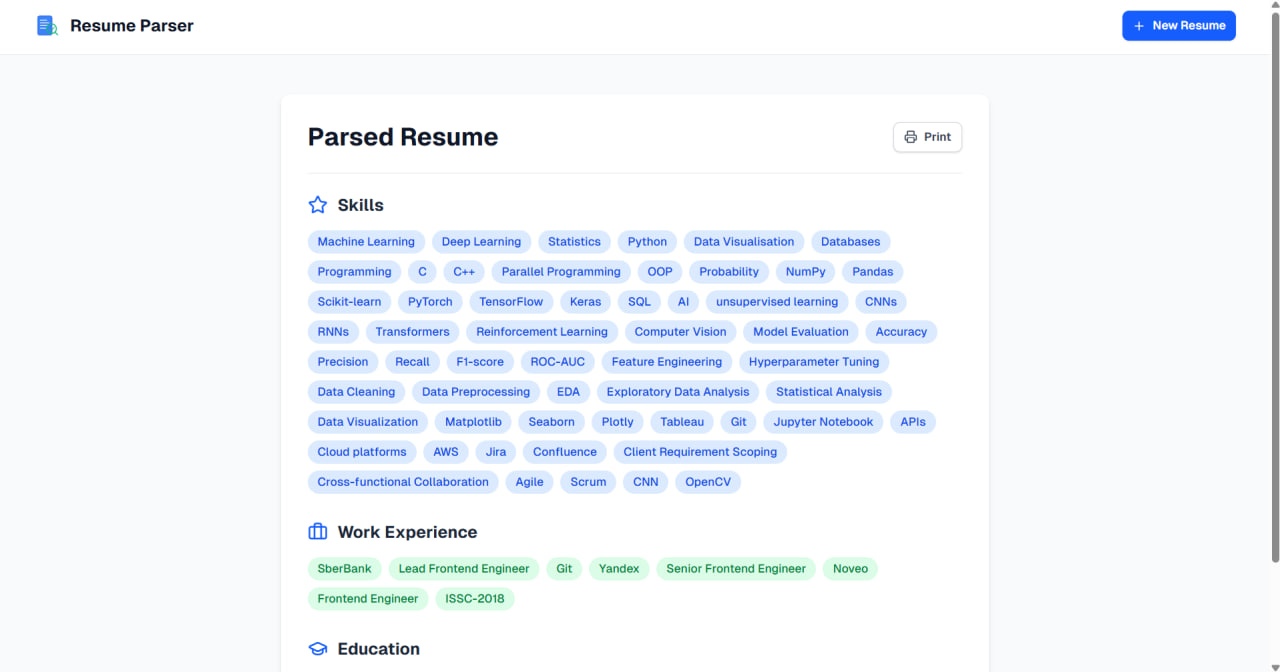 Resume Parser
+ New Resume
Parsed Resume
Print
Skills
Machine Learning Deep Learning Statistics Python Data Visualisation Databases
Programming C C++ Parallel Programming OOP Probability NumPy Pandas
Scikit-learn PyTorch TensorFlow Keras SQL AI unsupervised learning CNNs
RNNs Transformers Reinforcement Learning Computer Vision Model Evaluation Accuracy
Precision Recall F1-score ROC-AUC Feature Engineering Hyperparameter Tuning
Data Cleaning Data Preprocessing EDA Exploratory Data Analysis Statistical Analysis
Data Visualization Matplotlib Seaborn Plotly Tableau Git Jupyter Notebook APIs
Cloud platforms AWS Jira Confluence Client Requirement Scoping
Cross-functional Collaboration Agile Scrum CNN OpenCV
Work Experience
SberBank Lead Frontend Engineer Git Yandex Senior Frontend Engineer Noveo
Frontend Engineer ISSC-2018
Education